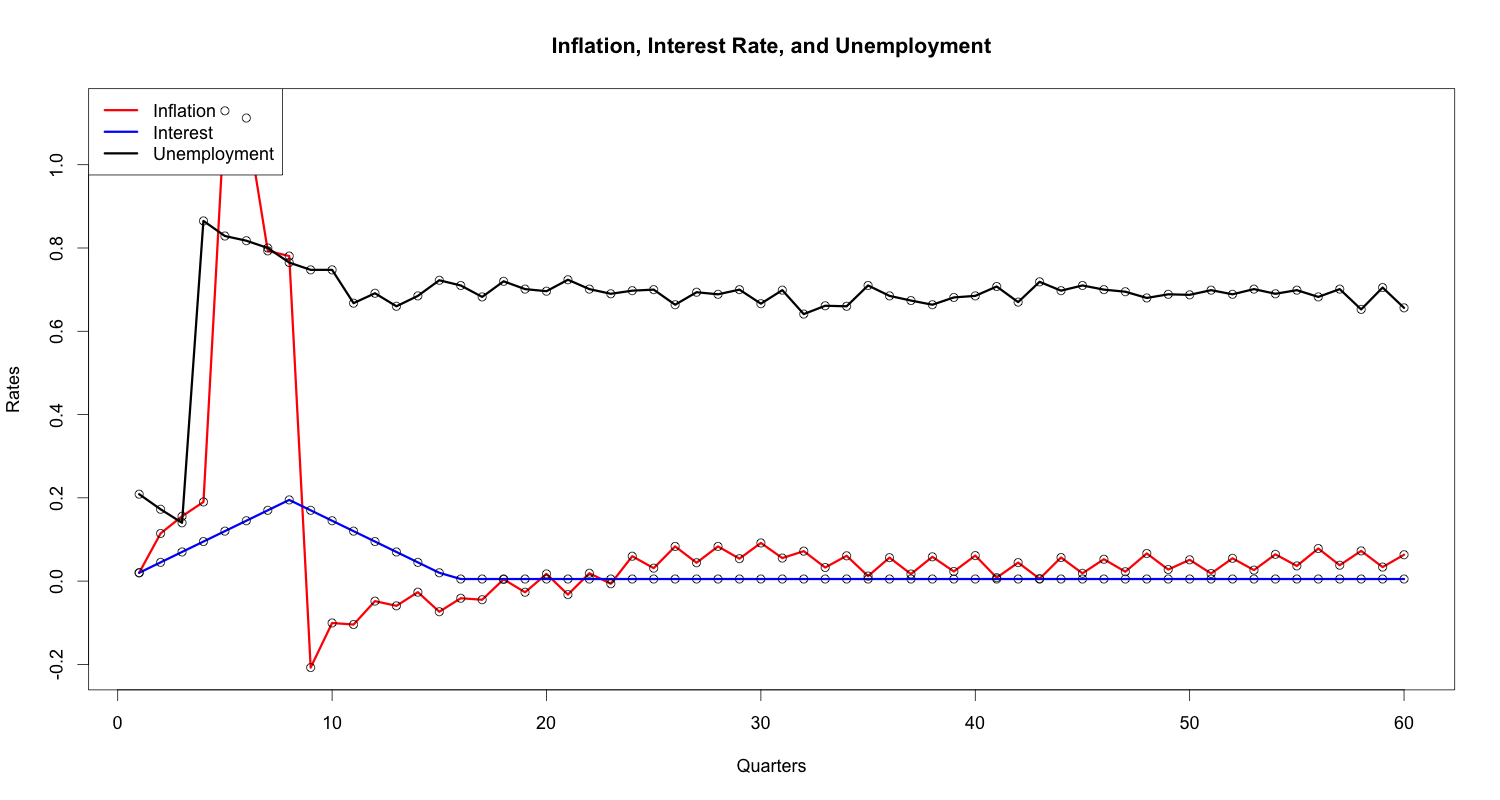 Inflation, Interest Rate, and Unemployment
Inflation
Interest
Unemployment
Rates
1.0
0.8
0.6
0.4
0.2
0.0
-0.2
0 10 20 30 40 50 60
Quarters